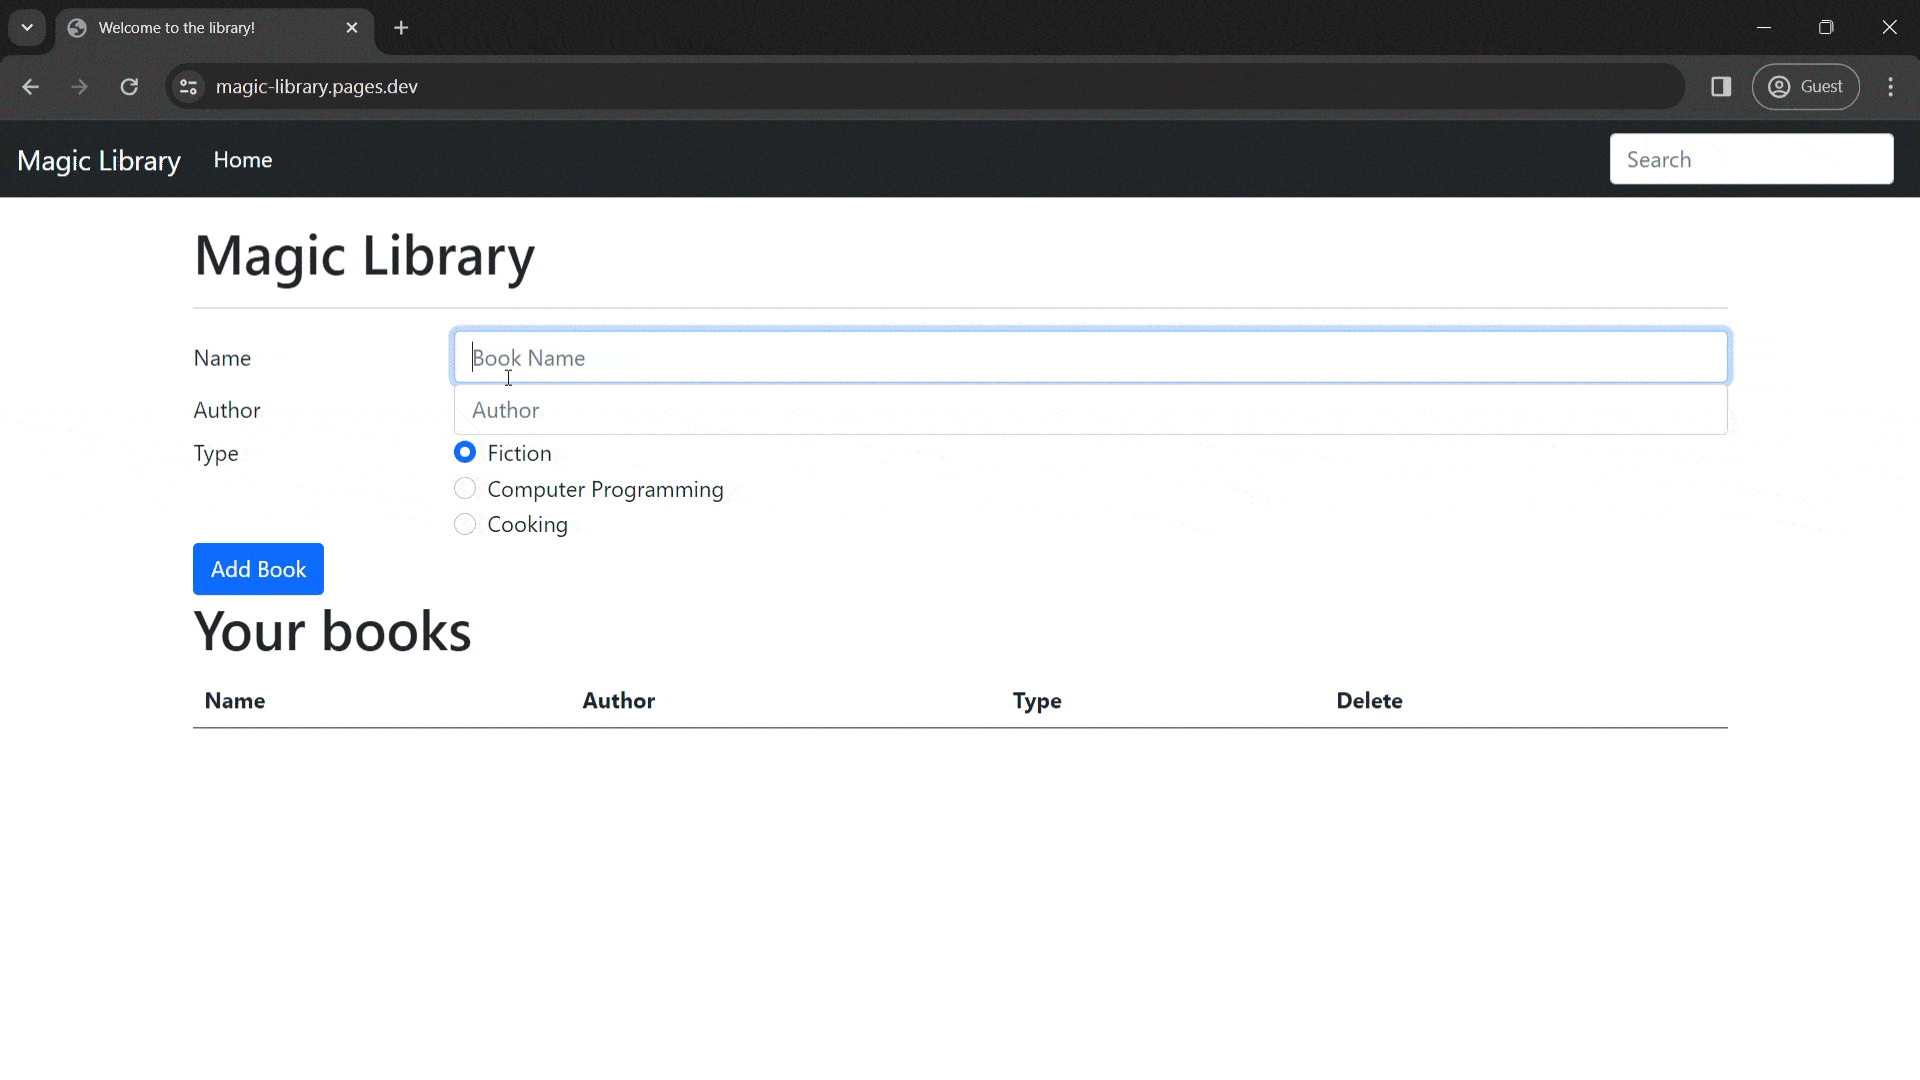 Welcome to the library!
magic-library.pages.dev
Guest
Magic Library Home Search
Magic Library
Name Book Name
Author Author
Type Fiction
Computer Programming
Cooking
Add Book
Your books
Name Author Type Delete